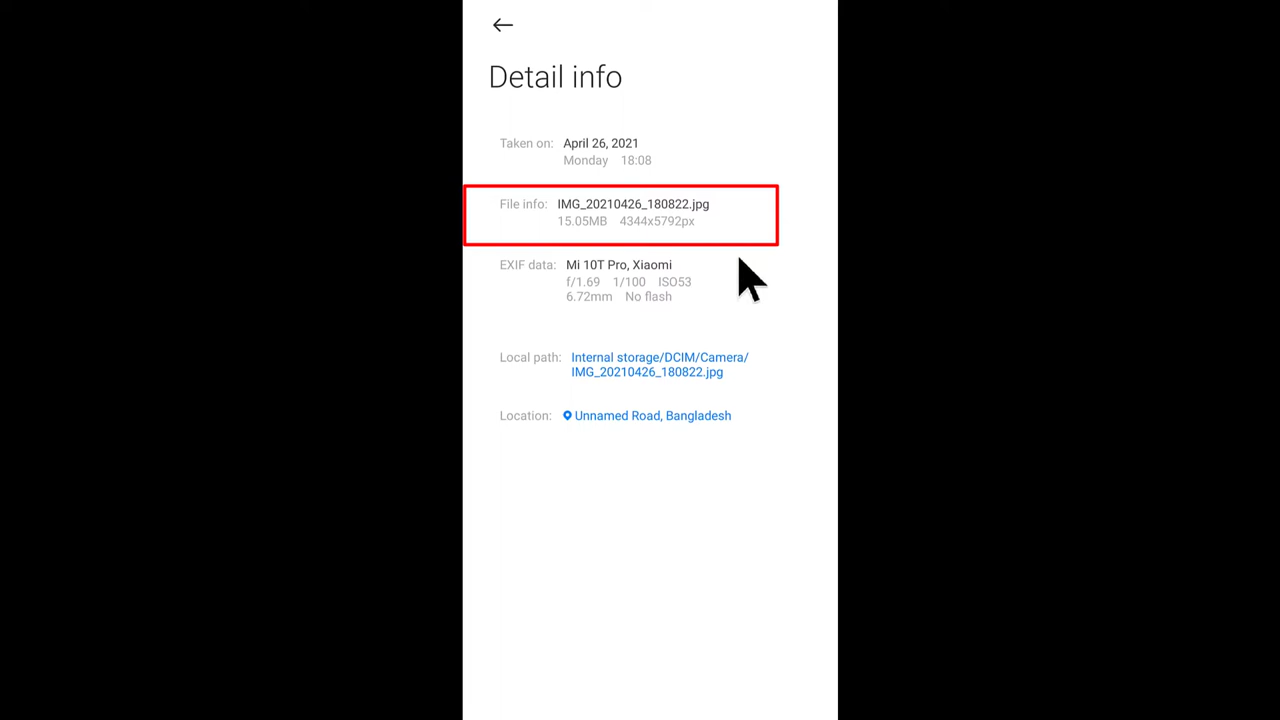 Detail info
Taken on: April 26, 2021
Monday 18:08
File info: IMG_20210426_180822.jpg
15.05MB 4344x5792px
EXIF data: Mi 10T Pro, Xiaomi
f/1.69 1/100 ISO53
6.72mm No flash
Local path: Internal storage/DCIM/Camera/
IMG_20210426_180822.jpg
Location: Unnamed Road, Bangladesh